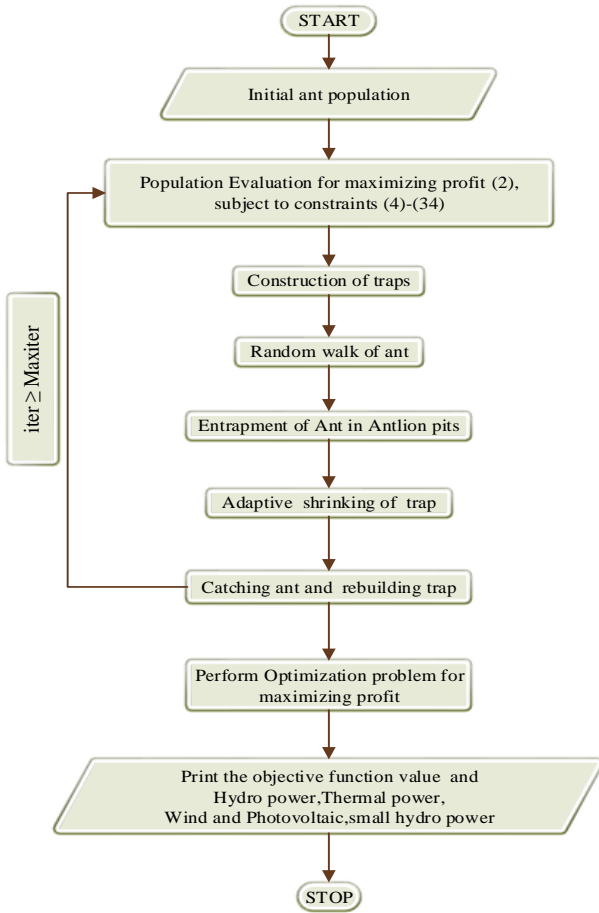 START
Initial ant population
Population Evaluation for maximizing profit (2),
subject to constraints (4)-(34)
Construction of traps
Random walk of ant
iter ≥ Maxiter
Entrapment of Ant in Antlion pits
Adaptive shrinking of trap
Catching ant and rebuilding trap
Perform Optimization problem for
maximizing profit
Print the objective function value and
Hydro power,Thermal power,
Wind and Photovoltaic,small hydro power
STOP